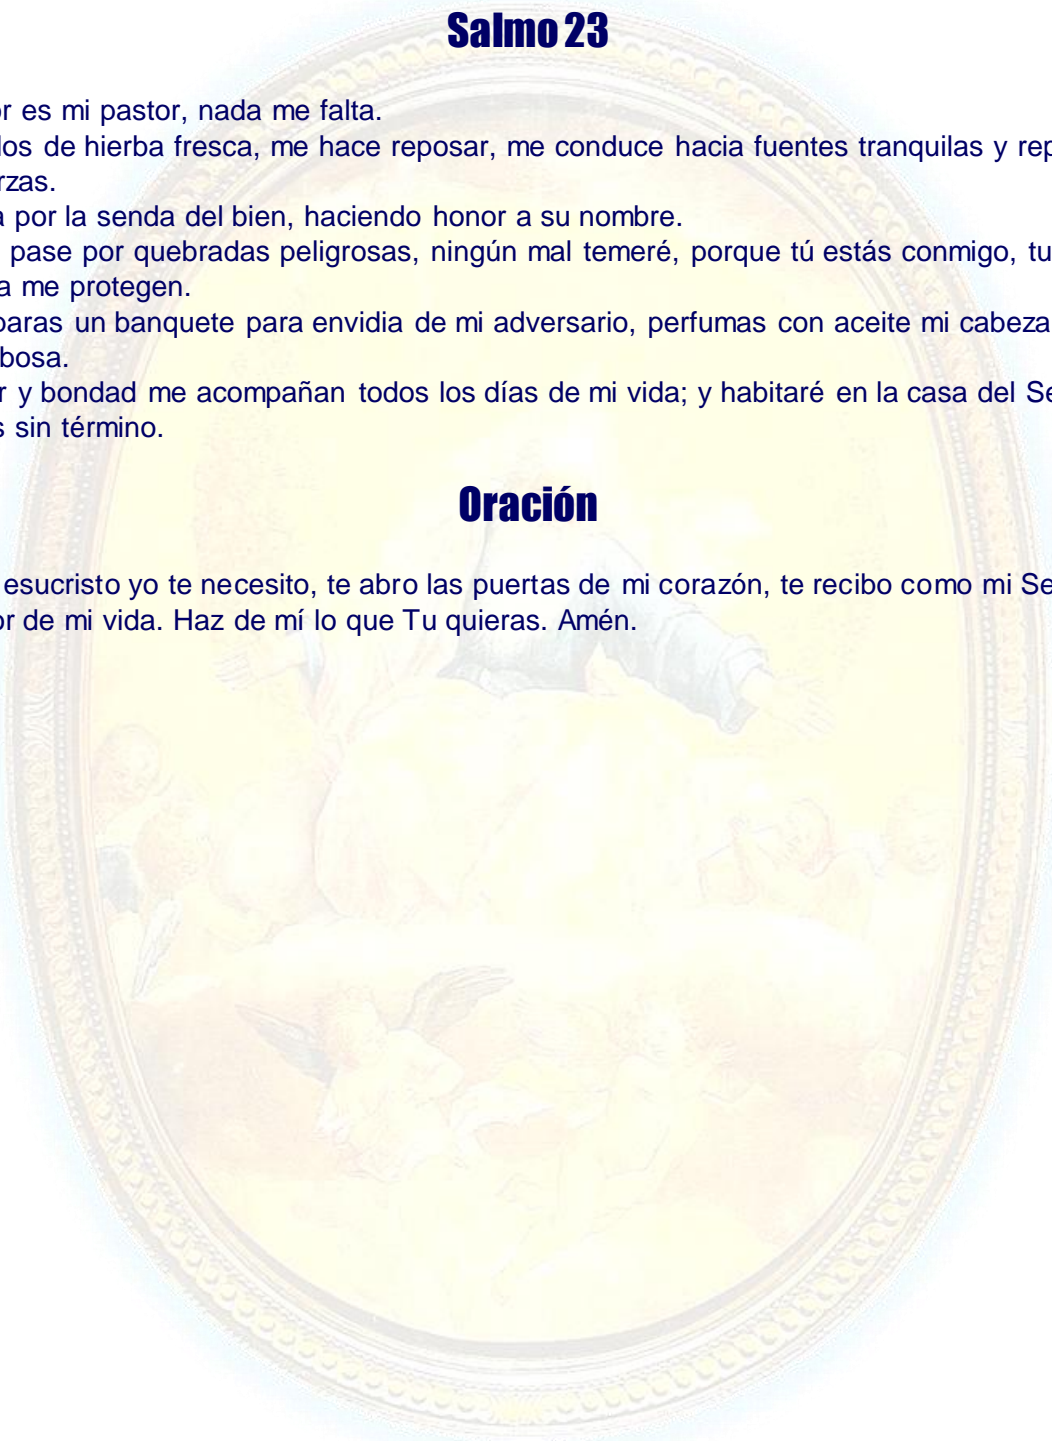 Salmo 23
r es mi pastor, nada me falta.
los de hierba fresca, me hace reposar, me conduce hacia fuentes tranquilas y rep
rzas.
a por la senda del bien, haciendo honor a su nombre.
pase por quebradas peligrosas, ningún mal temeré, porque tú estás conmigo, tu
a me protegen.
paras un banquete para envidia de mi adversario, perfumas con aceite mi cabeza
bosa.
r y bondad me acompañan todos los días de mi vida; y habitaré en la casa del Se
s sin término.
Oración
esucristo yo te necesito, te abro las puertas de mi corazón, te recibo como mi Se
or de mi vida. Haz de mí lo que Tu quieras. Amén.